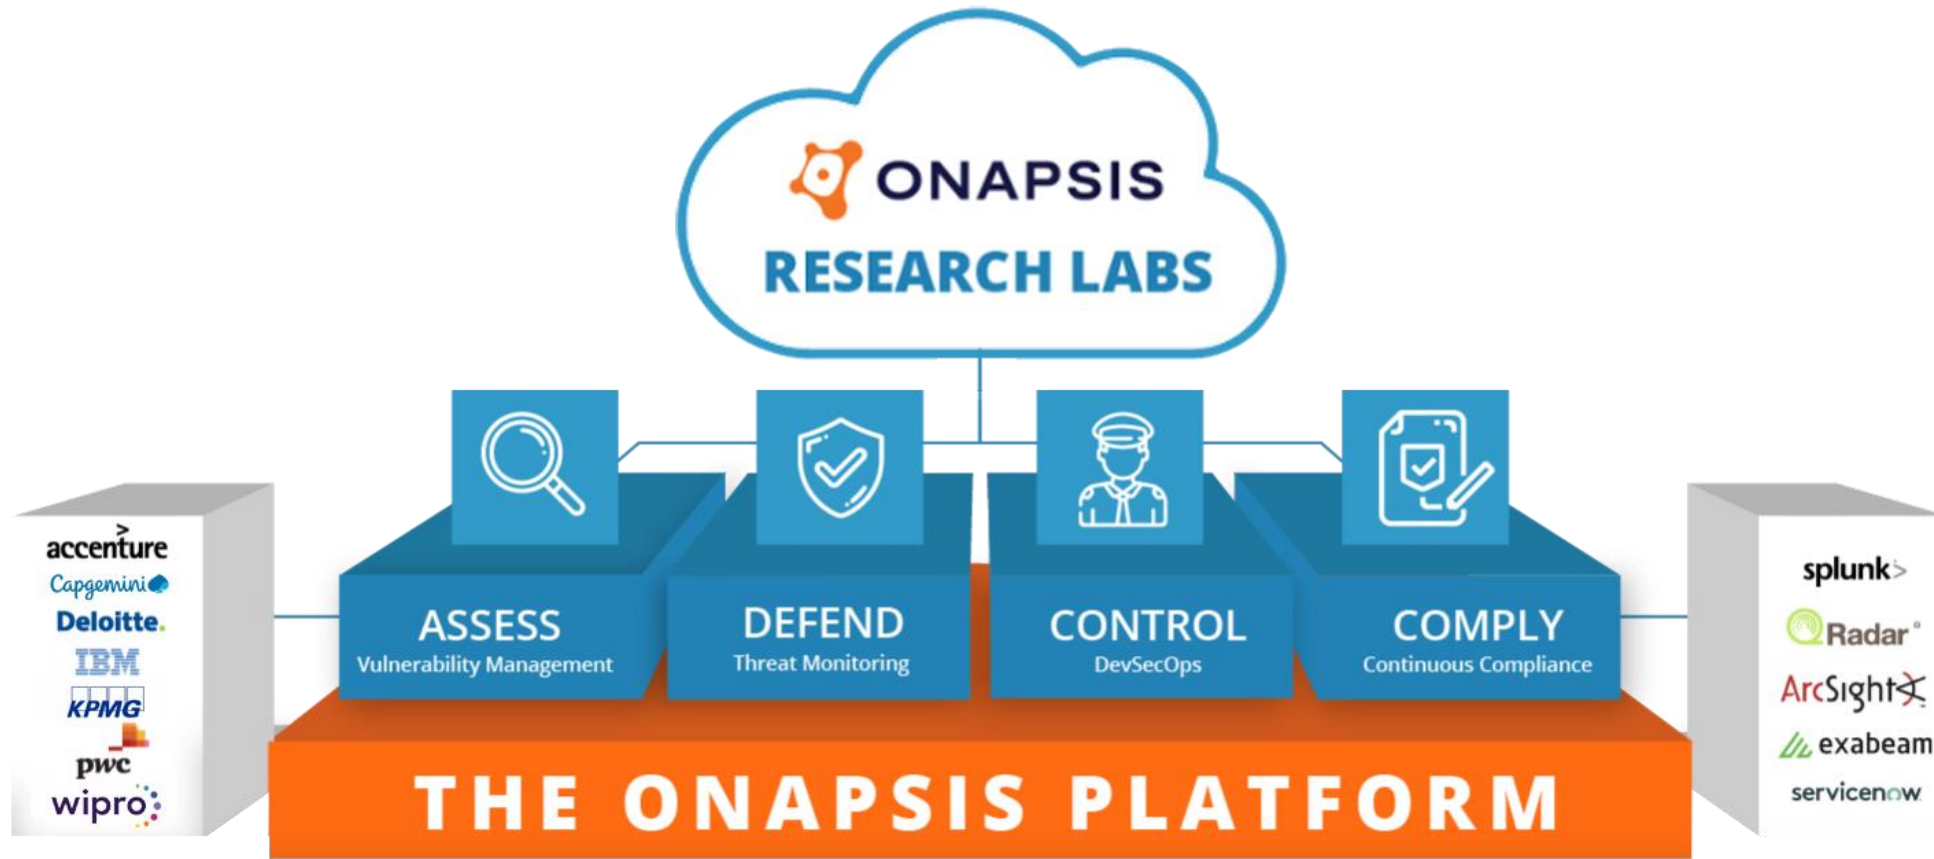 ONAPSIS
RESEARCH LABS
accenture
Capgemini
Deloitte.
IBM
KPMG
pwc
wipro
ASSESS
Vulnerability Management
DEFEND
Threat Monitoring
CONTROL
DevSecOps
COMPLY
Continuous Compliance
splunk>
QRadar®
ArcSight
exabeam
servicenow
THE ONAPSIS PLATFORM